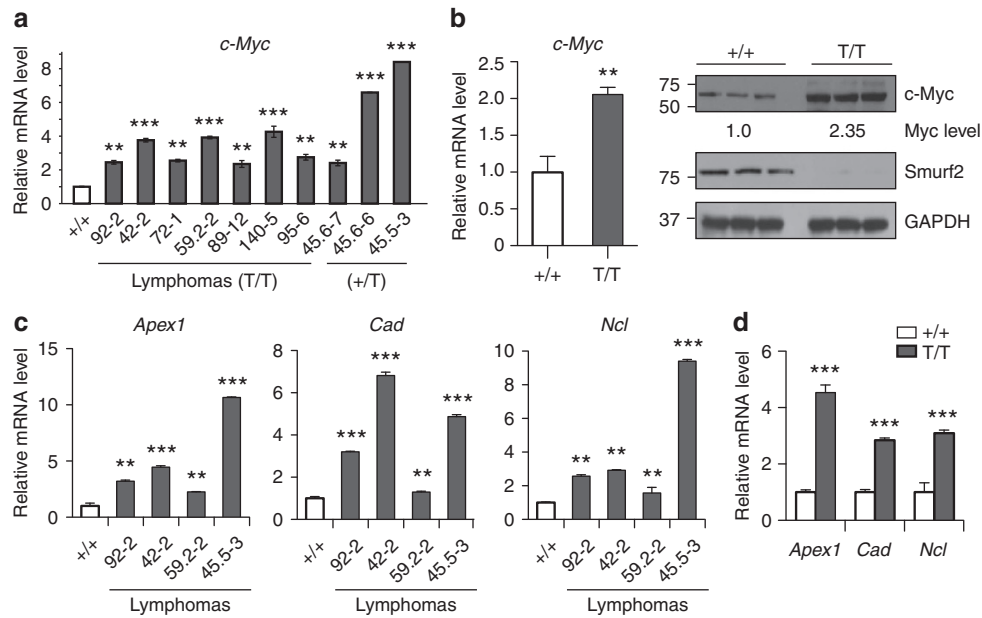 a
c-Myc
Relative mRNA level
8
6
4
2
0
** *** ** *** ** *** ** ** *** ***
+/+ 92-2 42-2 72-1 59.2-2 89-12 140-5 95-6 45.6-7 45.6-6 45.5-3
Lymphomas (T/T) (+/T)
b
c-Myc
Relative mRNA level
2.5
2.0
1.5
1.0
0.5
0
**
+/+ T/T
+/+ T/T
75
50
c-Myc
1.0 2.35 Myc level
75
Smurf2
37
GAPDH
c
Apex1
Relative mRNA level
15
10
5
0
** *** ** ***
+/+ 92-2 42-2 59.2-2 45.5-3
Lymphomas
Cad
8
6
4
2
0
*** *** ** ***
+/+ 92-2 42-2 59.2-2 45.5-3
Lymphomas
Ncl
10
8
6
4
2
0
** ** ** ***
+/+ 92-2 42-2 59.2-2 45.5-3
Lymphomas
d
+/+
T/T
Relative mRNA level
6
4
2
0
*** *** ***
Apex1 Cad Ncl